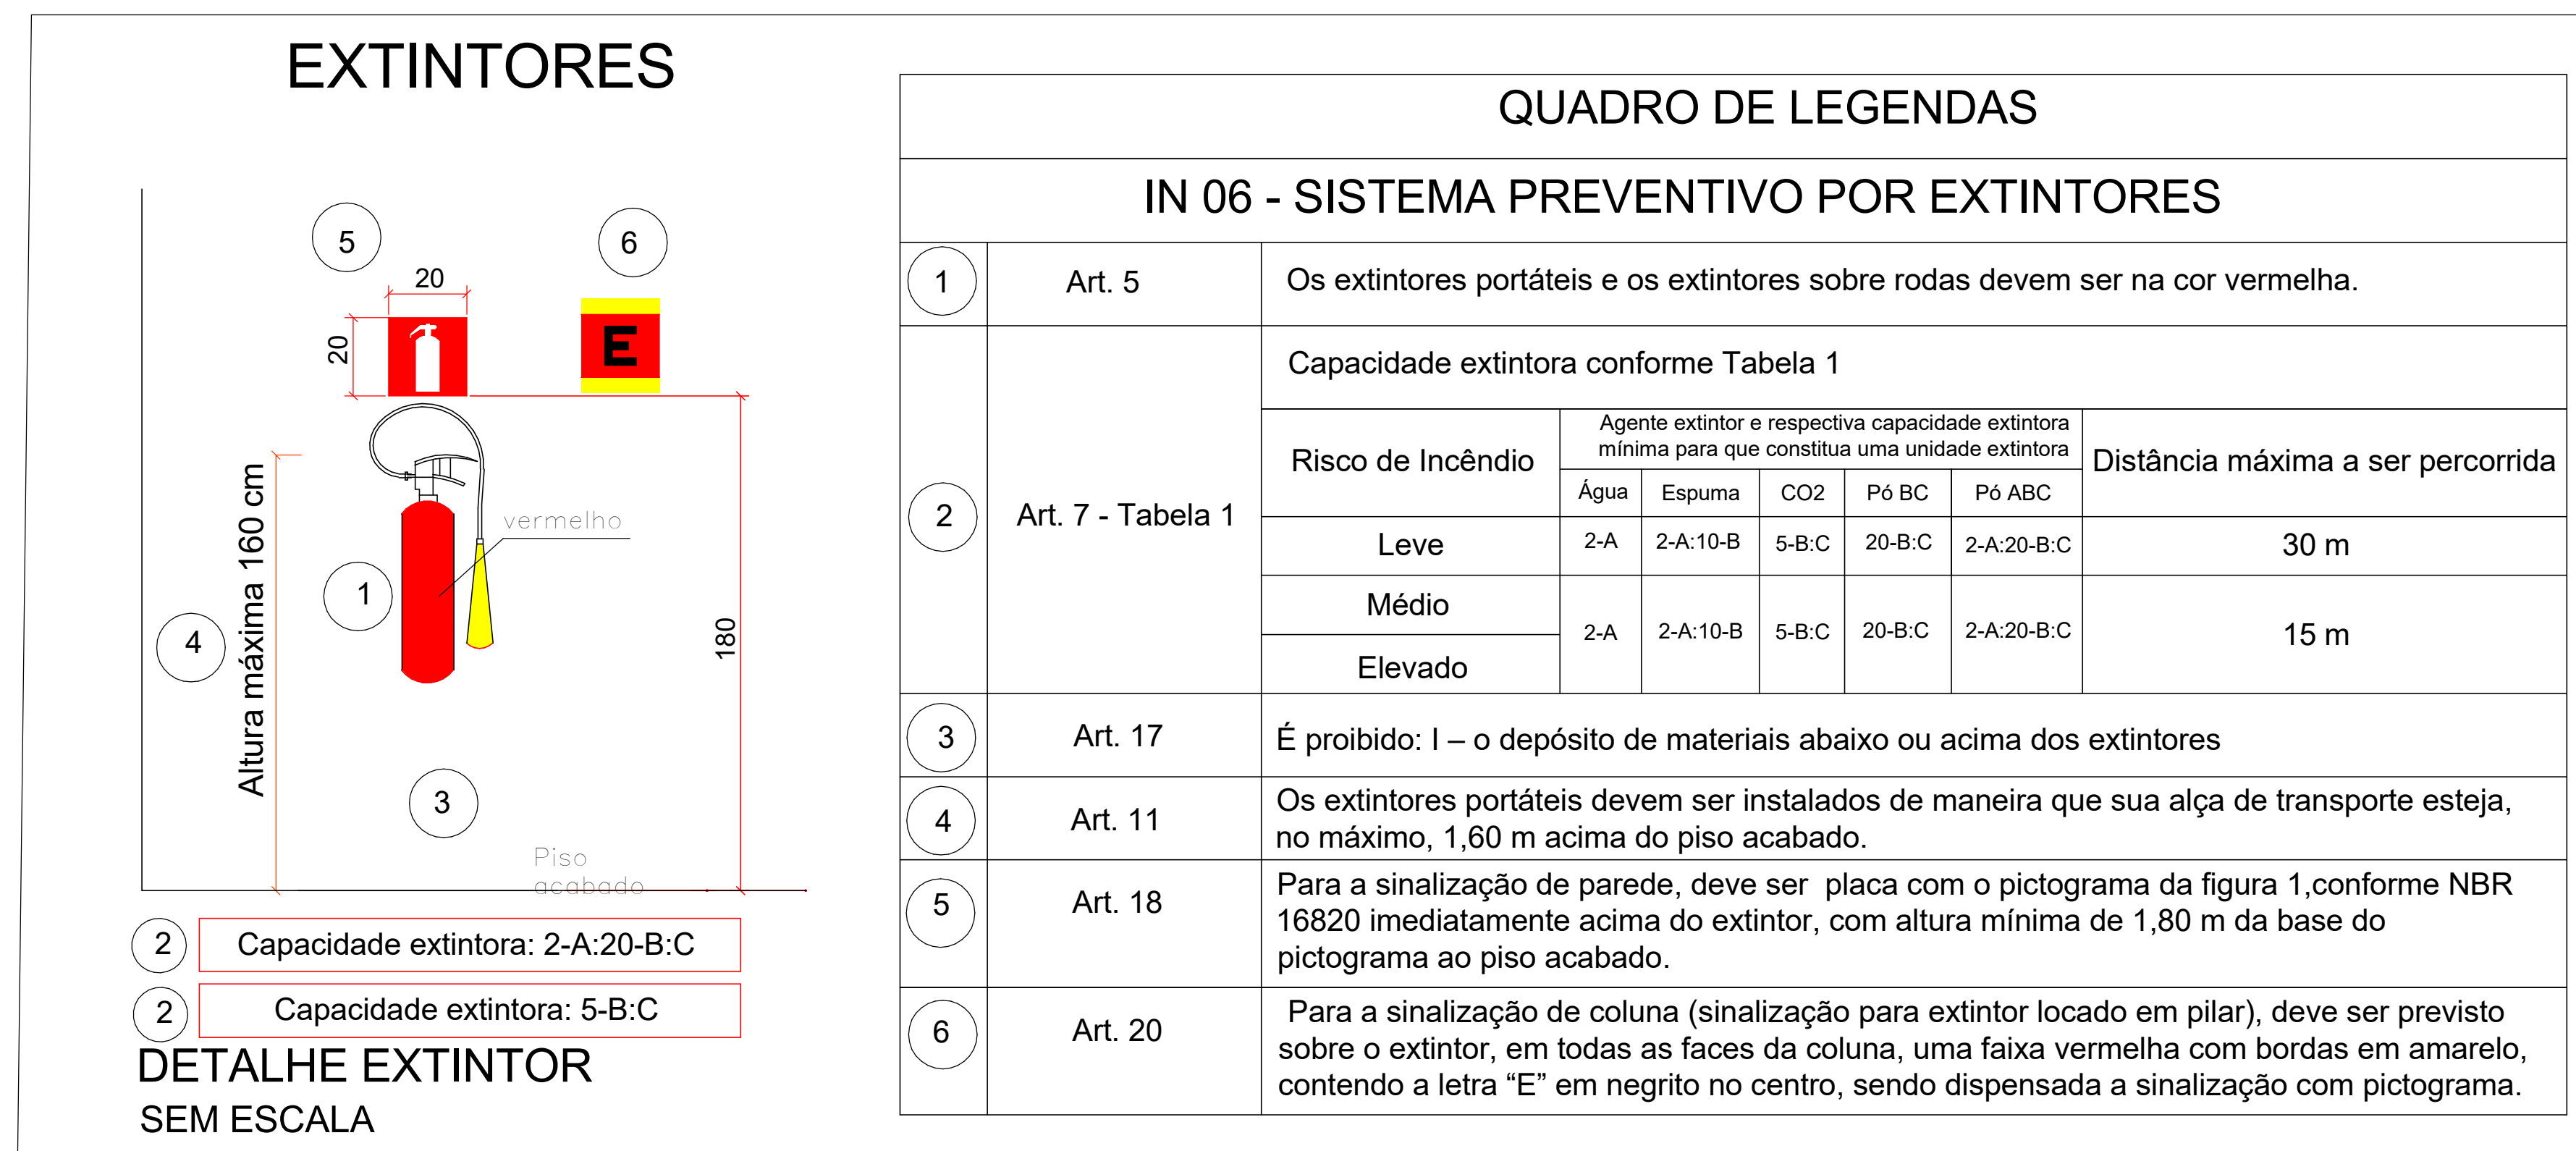 EXTINTORES
5
6
20
20
E
vermelho
1
4
Altura máxima 160 cm
180
3
Piso
acabado
2
Capacidade extintora: 2-A:20-B:C
2
Capacidade extintora: 5-B:C
DETALHE EXTINTOR
SEM ESCALA
QUADRO DE LEGENDAS
IN 06 - SISTEMA PREVENTIVO POR EXTINTORES
1
Art. 5
Os extintores portáteis e os extintores sobre rodas devem ser na cor vermelha.
2
Art. 7 - Tabela 1
Capacidade extintora conforme Tabela 1
Risco de Incêndio
Agente extintor e respectiva capacidade extintora
mínima para que constitua uma unidade extintora
Distância máxima a ser percorrida
Água
Espuma
CO2
Pó BC
Pó ABC
Leve
2-A
2-A:10-B
5-B:C
20-B:C
2-A:20-B:C
30 m
Médio
Elevado
2-A
2-A:10-B
5-B:C
20-B:C
2-A:20-B:C
15 m
3
Art. 17
É proibido: I – o depósito de materiais abaixo ou acima dos extintores
4
Art. 11
Os extintores portáteis devem ser instalados de maneira que sua alça de transporte esteja,
no máximo, 1,60 m acima do piso acabado.
5
Art. 18
Para a sinalização de parede, deve ser  placa com o pictograma da figura 1,conforme NBR
16820 imediatamente acima do extintor, com altura mínima de 1,80 m da base do
pictograma ao piso acabado.
6
Art. 20
Para a sinalização de coluna (sinalização para extintor locado em pilar), deve ser previsto
sobre o extintor, em todas as faces da coluna, uma faixa vermelha com bordas em amarelo,
contendo a letra “E” em negrito no centro, sendo dispensada a sinalização com pictograma.